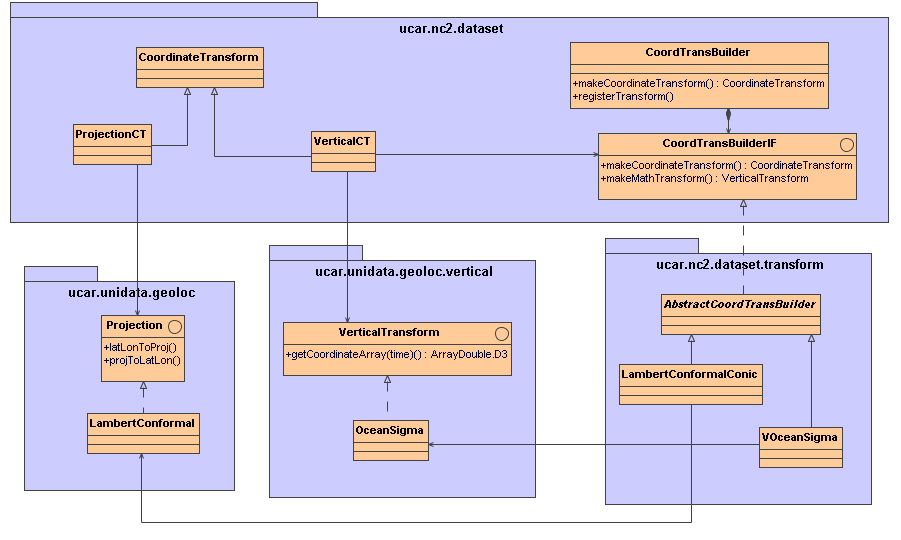 ucar.nc2.dataset
CoordinateTransform
CoordTransBuilder
+makeCoordinateTransform() : CoordinateTransform
+registerTransform()
ProjectionCT
VerticalCT
CoordTransBuilderIF
+makeCoordinateTransform() : CoordinateTransform
+makeMathTransform() : VerticalTransform
ucar.unidata.geoloc
Projection
+latLonToProj()
+projToLatLon()
LambertConformal
ucar.unidata.geoloc.vertical
VerticalTransform
+getCoordinateArray(time)() : ArrayDouble.D3
OceanSigma
ucar.nc2.dataset.transform
AbstractCoordTransBuilder
LambertConformalConic
VOceanSigma